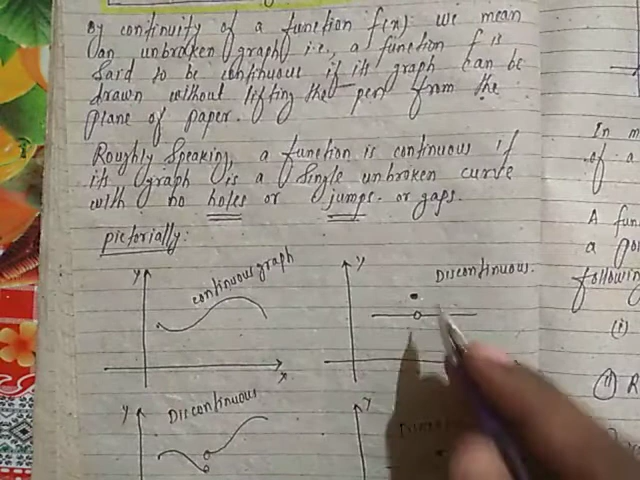 By continuity of a function f(x) we mean
an unbroken graph i.e., a function f is
said to be continuous if its graph can be
drawn without lifting the pen from the
plane of paper.
Roughly Speaking, a function is continuous if
its graph is a single unbroken curve
with no holes or jumps or gaps.
pictorially:
y
continuous graph
x
y
Discontinuous.
y
Discontinuous
y
In m
of a
A fun
a po
following
(i)
(ii) R